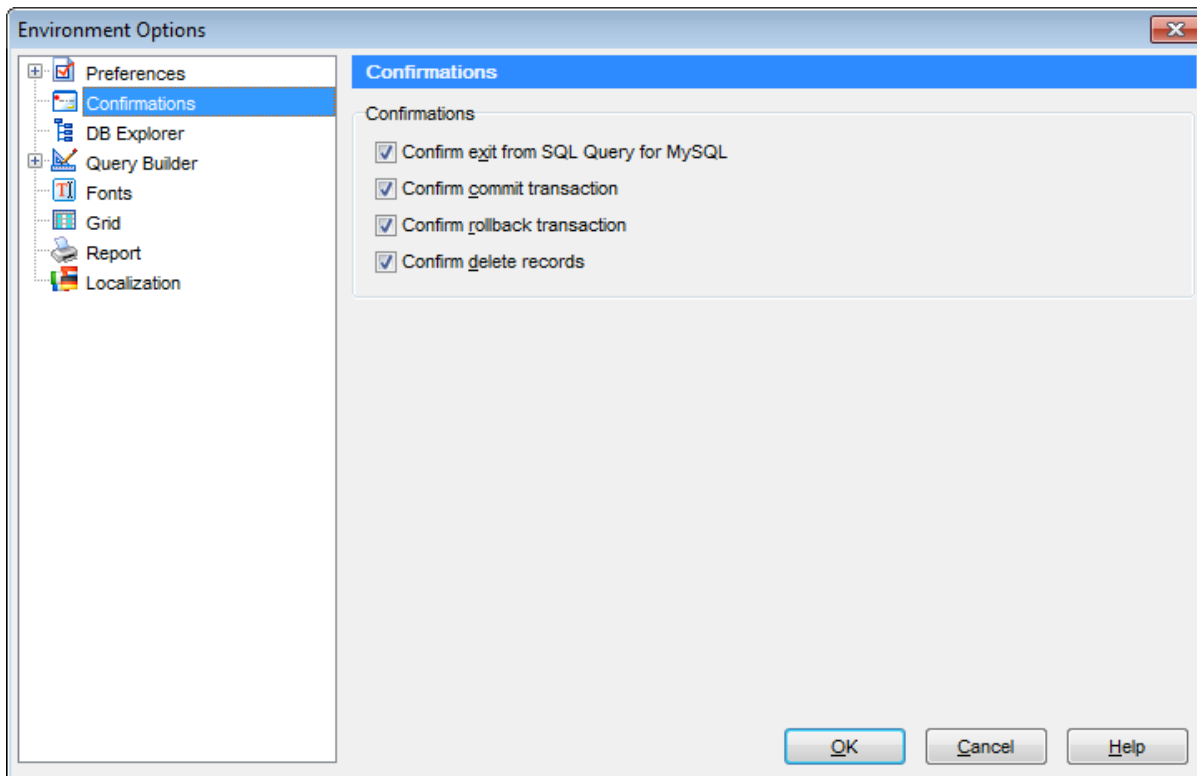 Environment Options
Preferences
Confirmations
DB Explorer
Query Builder
Fonts
Grid
Report
Localization
Confirmations
Confirmations
Confirm exit from SQL Query for MySQL
Confirm commit transaction
Confirm rollback transaction
Confirm delete records
OK Cancel Help